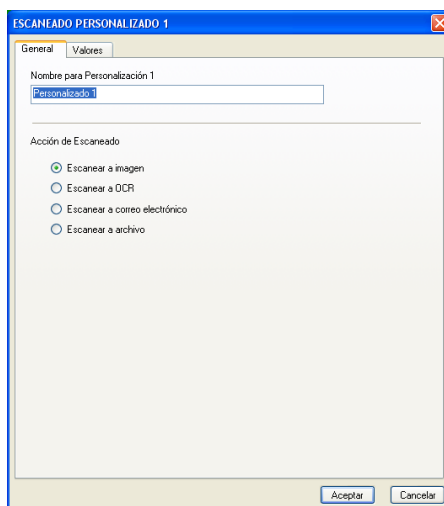 ESCANEADO PERSONALIZADO 1
General Valores
Nombre para Personalización 1
Personalizado 1
Acción de Escaneado
Escanear a imagen
Escanear a OCR
Escanear a correo electrónico
Escanear a archivo
Aceptar Cancelar